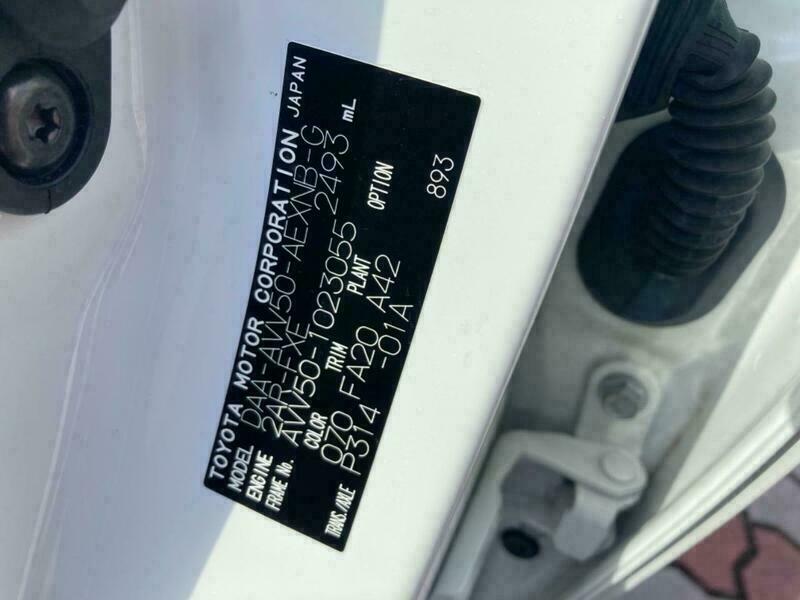 TOYOTA MOTOR CORPORATION JAPAN
MODEL DAA-AVV50-AEXNB-G
ENGINE 2AR-FXE 2493 mL
FRAME No. AVV50-1023055
COLOR TRIM PLANT OPTION
070 FA20 A42
TRANS./AXLE P314 -01A 893